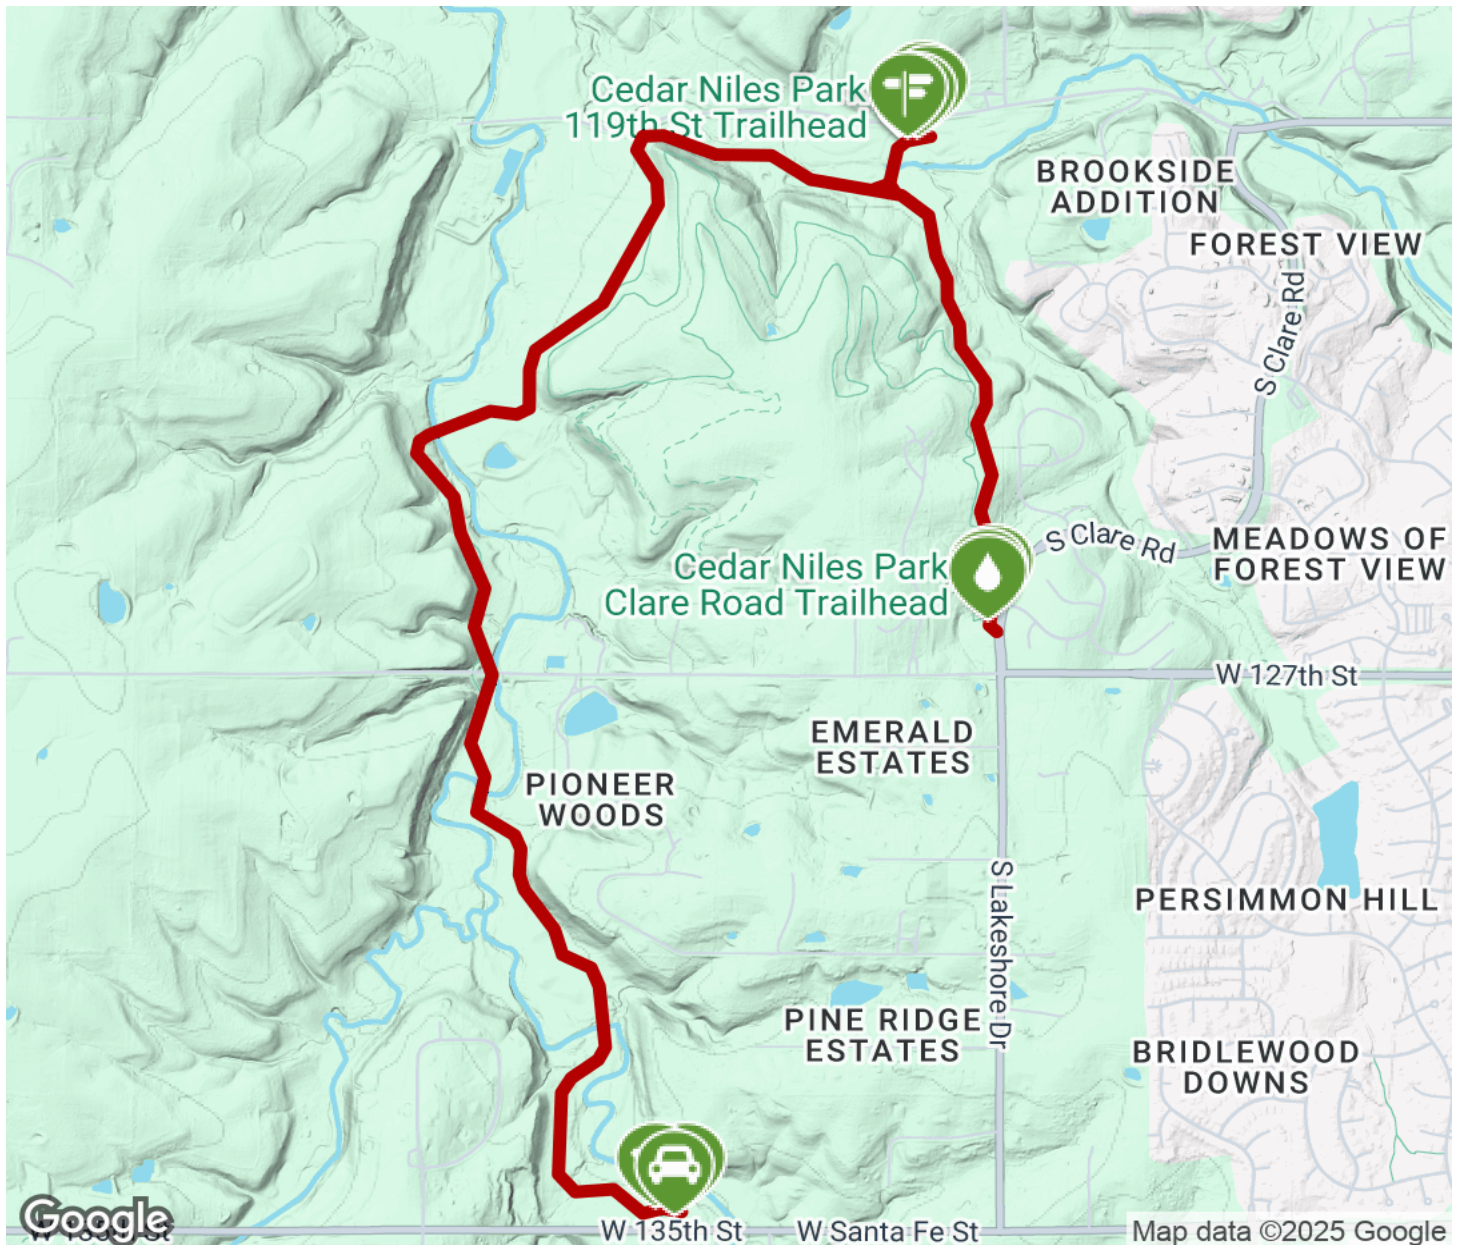 Cedar Niles Park
119th St Trailhead
BROOKSIDE
ADDITION
FOREST VIEW
S Clare Rd
S Clare Rd
MEADOWS OF
FOREST VIEW
Cedar Niles Park
Clare Road Trailhead
W 127th St
EMERALD
ESTATES
PIONEER
WOODS
S Lakeshore Dr
PERSIMMON HILL
PINE RIDGE
ESTATES
BRIDLEWOOD
DOWNS
Google
W 135th St
W 135th St
W Santa Fe St
Map data ©2025 Google